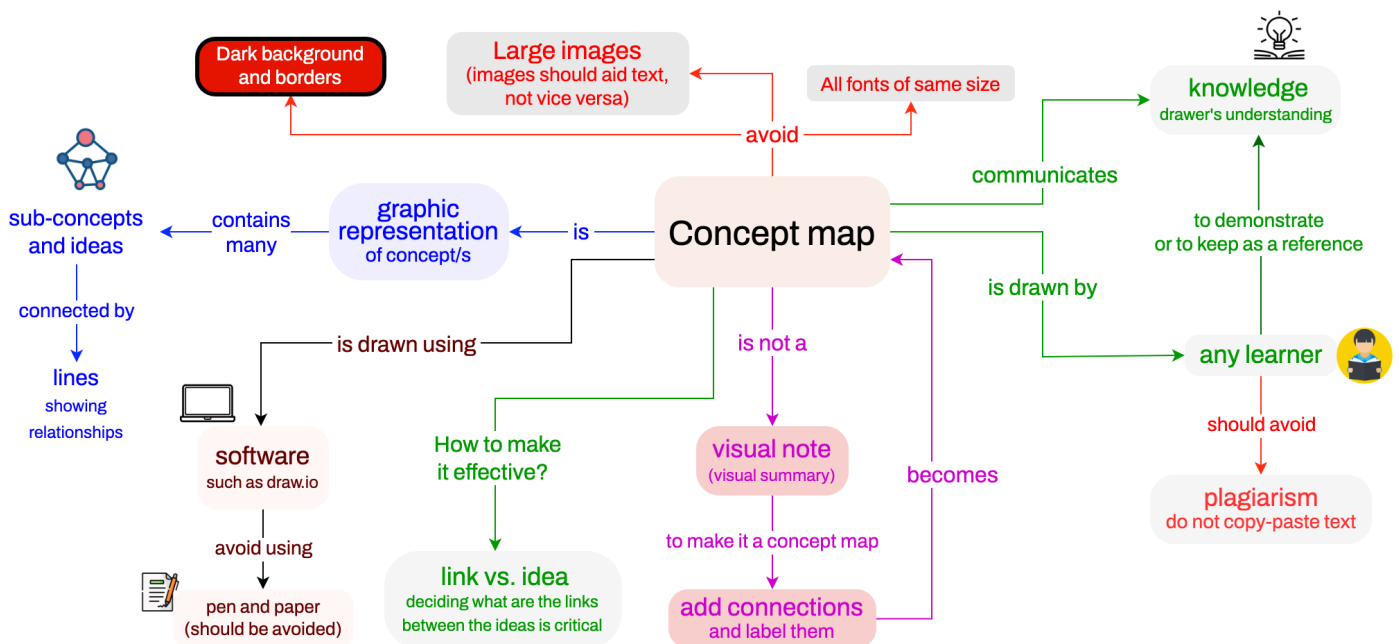 Dark background
and borders
Large images
(images should aid text,
not vice versa)
All fonts of same size
avoid
knowledge
drawer's understanding
communicates
sub-concepts
and ideas
contains
many
graphic
representation
of concept/s
is
Concept map
to demonstrate
or to keep as a reference
is drawn by
connected by
is drawn using
is not a
any learner
lines
showing
relationships
should avoid
How to make
it effective?
software
such as draw.io
visual note
(visual summary)
becomes
plagiarism
do not copy-paste text
avoid using
to make it a concept map
link vs. idea
deciding what are the links
between the ideas is critical
pen and paper
(should be avoided)
add connections
and label them